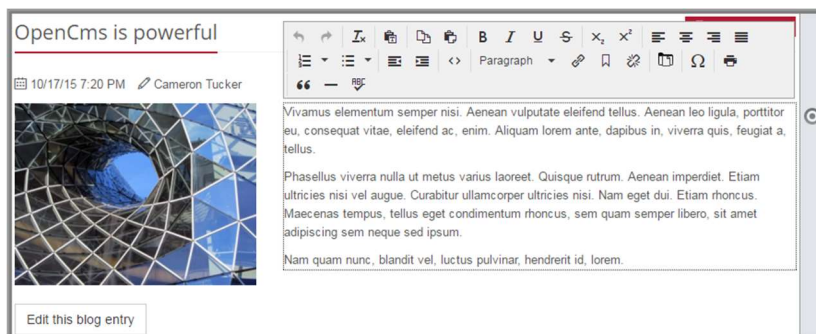 OpenCms is powerful
10/17/15 7:20 PM Cameron Tucker
B I U S X₂ X²
Paragraph Ω
ABC
Vivamus elementum semper nisi. Aenean vulputate eleifend tellus. Aenean leo ligula, porttitor
eu, consequat vitae, eleifend ac, enim. Aliquam lorem ante, dapibus in, viverra quis, feugiat a,
tellus.
Phasellus viverra nulla ut metus varius laoreet. Quisque rutrum. Aenean imperdiet. Etiam
ultricies nisi vel augue. Curabitur ullamcorper ultricies nisi. Nam eget dui. Etiam rhoncus.
Maecenas tempus, tellus eget condimentum rhoncus, sem quam semper libero, sit amet
adipiscing sem neque sed ipsum.
Nam quam nunc, blandit vel, luctus pulvinar, hendrerit id, lorem.
Edit this blog entry